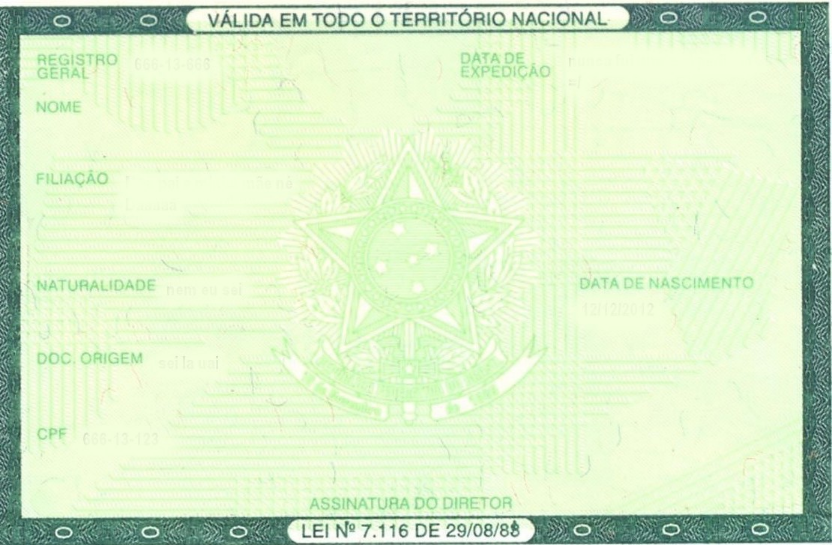 VÁLIDA EM TODO O TERRITÓRIO NACIONAL
REGISTRO GERAL 666-13-666
DATA DE EXPEDIÇÃO
NOME
FILIAÇÃO
NATURALIDADE nem eu sei
DATA DE NASCIMENTO
12/12/2012
DOC. ORIGEM sei la uai
CPF 666-13-123
ASSINATURA DO DIRETOR
LEI Nº 7.116 DE 29/08/83